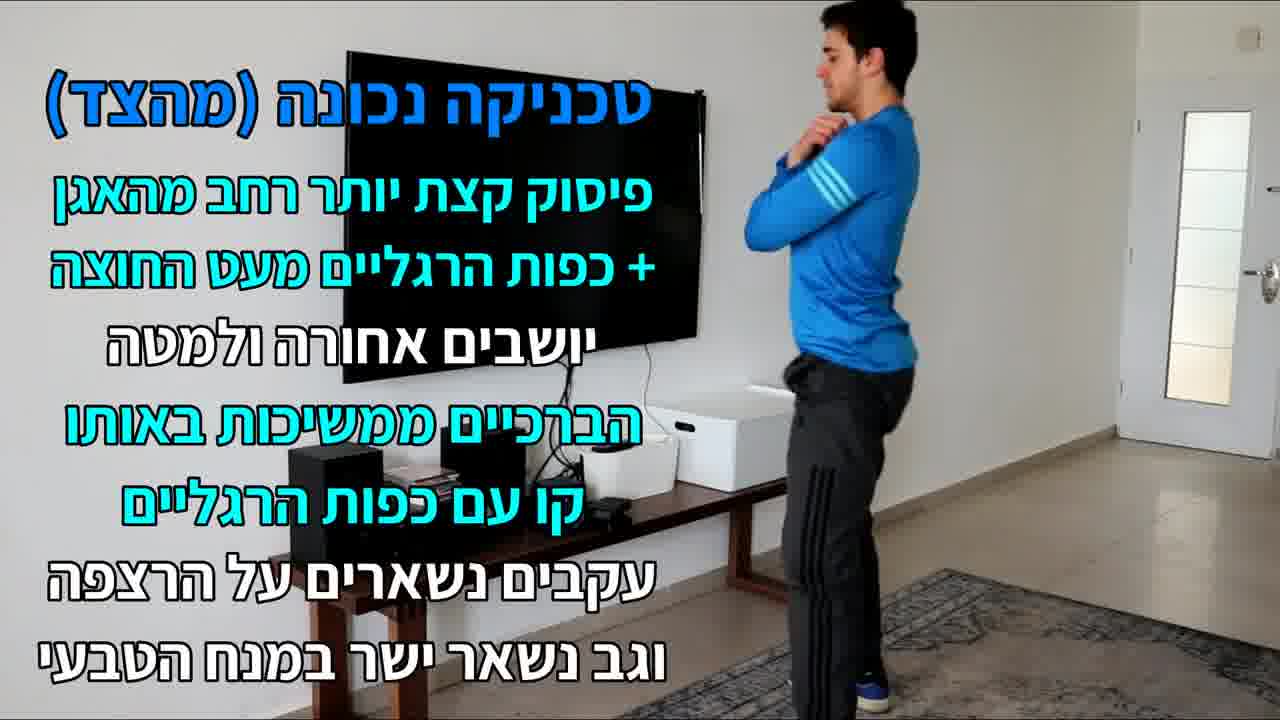 טכניקה נכונה (מהצד)
פיסוק קצת יותר רחב מהאגן
+ כפות הרגליים מעט החוצה
יושבים אחורה ולמטה
הברכיים ממשיכות באותו
קו עם כפות הרגליים
עקבים נשארים על הרצפה
וגב נשאר ישר במנח הטבעי